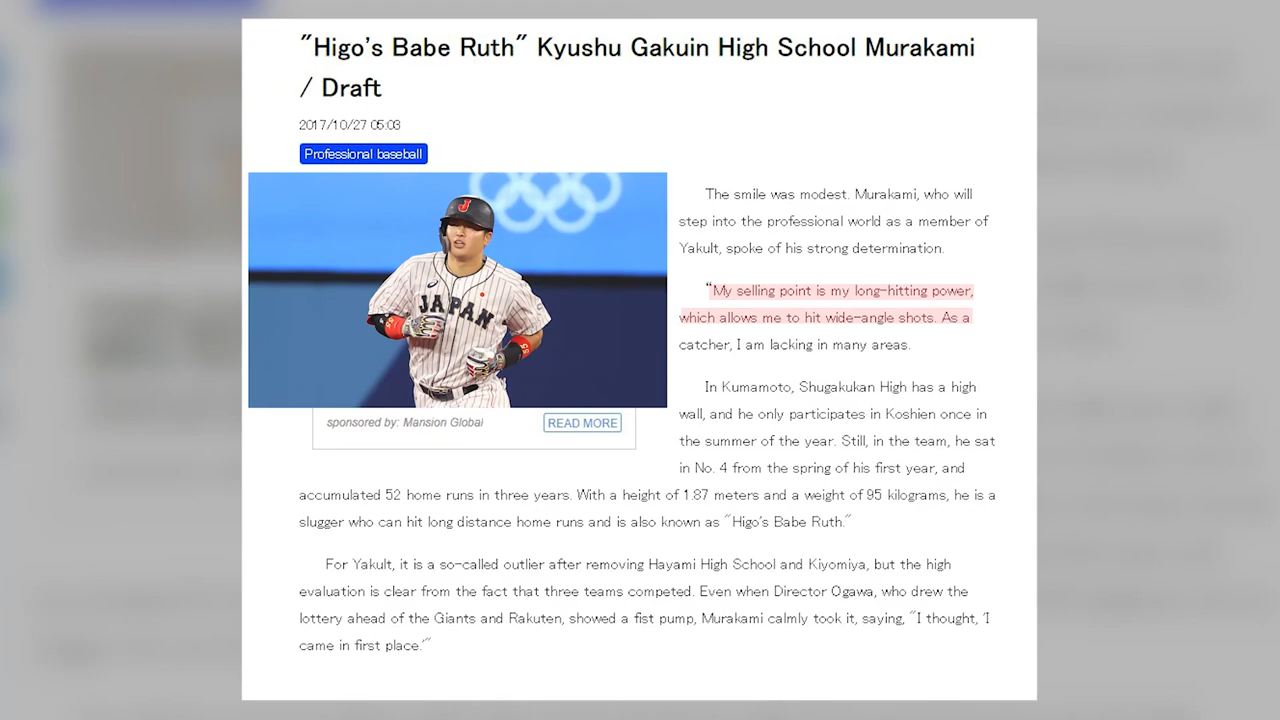 "Higo's Babe Ruth" Kyushu Gakuin High School Murakami
/ Draft
2017/10/27 05:03
Professional baseball
J
JAPAN
sponsored by: Mansion Global
READ MORE
The smile was modest. Murakami, who will
step into the professional world as a member of
Yakult, spoke of his strong determination.
"My selling point is my long-hitting power,
which allows me to hit wide-angle shots. As a
catcher, I am lacking in many areas.
In Kumamoto, Shugakukan High has a high
wall, and he only participates in Koshien once in
the summer of the year. Still, in the team, he sat
in No. 4 from the spring of his first year, and
accumulated 52 home runs in three years. With a height of 1.87 meters and a weight of 95 kilograms, he is a
slugger who can hit long distance home runs and is also known as "Higo's Babe Ruth."
For Yakult, it is a so-called outlier after removing Hayami High School and Kiyomiya, but the high
evaluation is clear from the fact that three teams competed. Even when Director Ogawa, who drew the
lottery ahead of the Giants and Rakuten, showed a fist pump, Murakami calmly took it, saying, "I thought, 'I
came in first place.'"